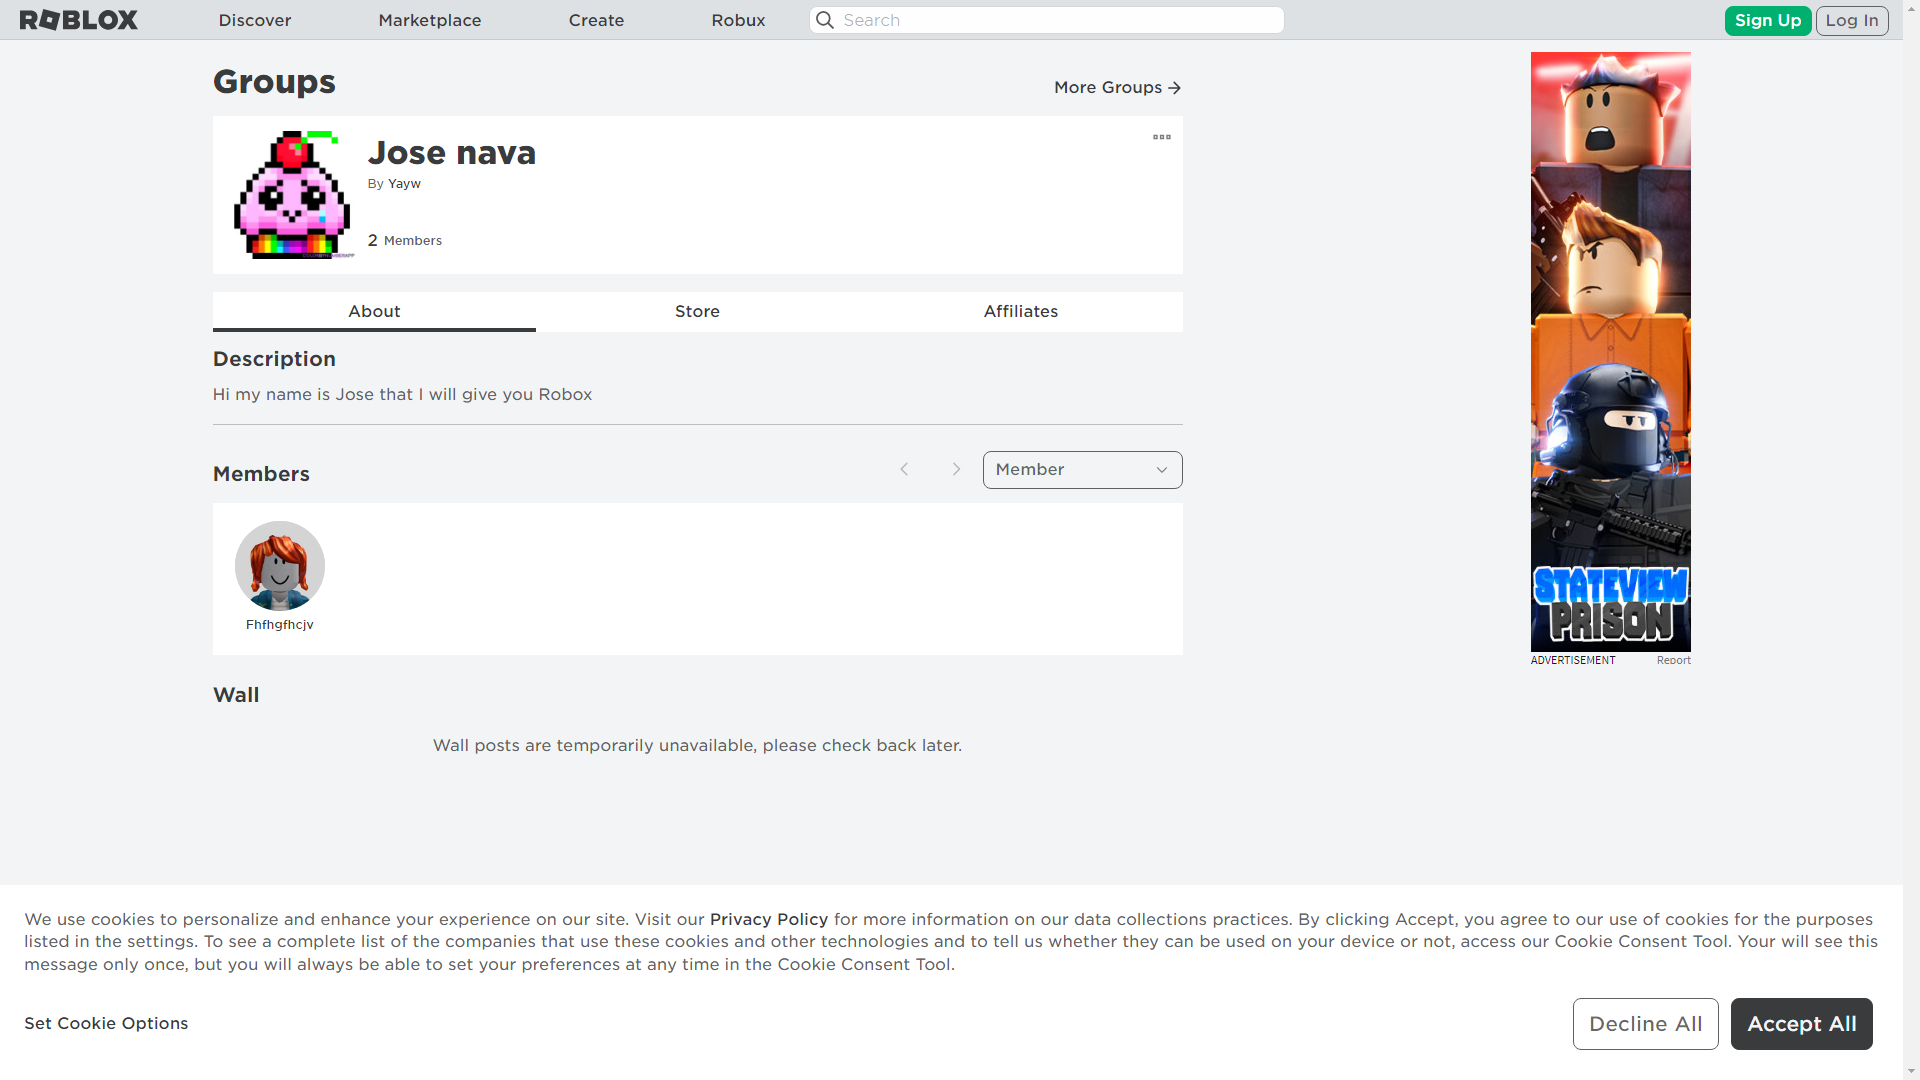 ROBLOX Discover Marketplace Create Robux Search Sign Up Log In
Groups
More Groups
Jose nava
By Yayw
2 Members
About Store Affiliates
Description
Hi my name is Jose that I will give you Robox
Members
Member
Fhfhgfhcjv
Wall
Wall posts are temporarily unavailable, please check back later.
STATEVIEW
PRISON
ADVERTISEMENT Report
We use cookies to personalize and enhance your experience on our site. Visit our Privacy Policy for more information on our data collections practices. By clicking Accept, you agree to our use of cookies for the purposes
listed in the settings. To see a complete list of the companies that use these cookies and other technologies and to tell us whether they can be used on your device or not, access our Cookie Consent Tool. Your will see this
message only once, but you will always be able to set your preferences at any time in the Cookie Consent Tool.
Set Cookie Options
Decline All
Accept All